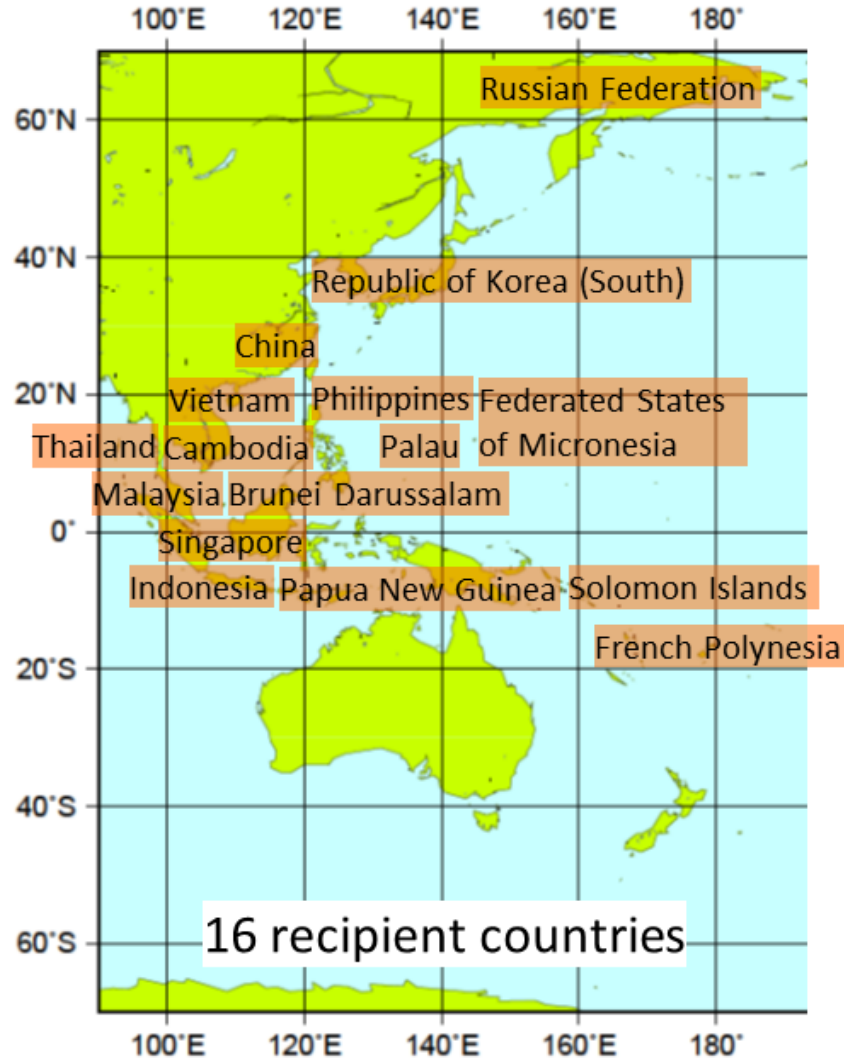 100°E 120°E 140°E 160°E 180°
Russian Federation
60°N
40°N
Republic of Korea (South)
China
20°N
Vietnam Philippines Federated States
Thailand Cambodia Palau of Micronesia
Malaysia Brunei Darussalam
0°
Singapore
Indonesia Papua New Guinea Solomon Islands
French Polynesia
20°S
40°S
16 recipient countries
60°S
100°E 120°E 140°E 160°E 180°